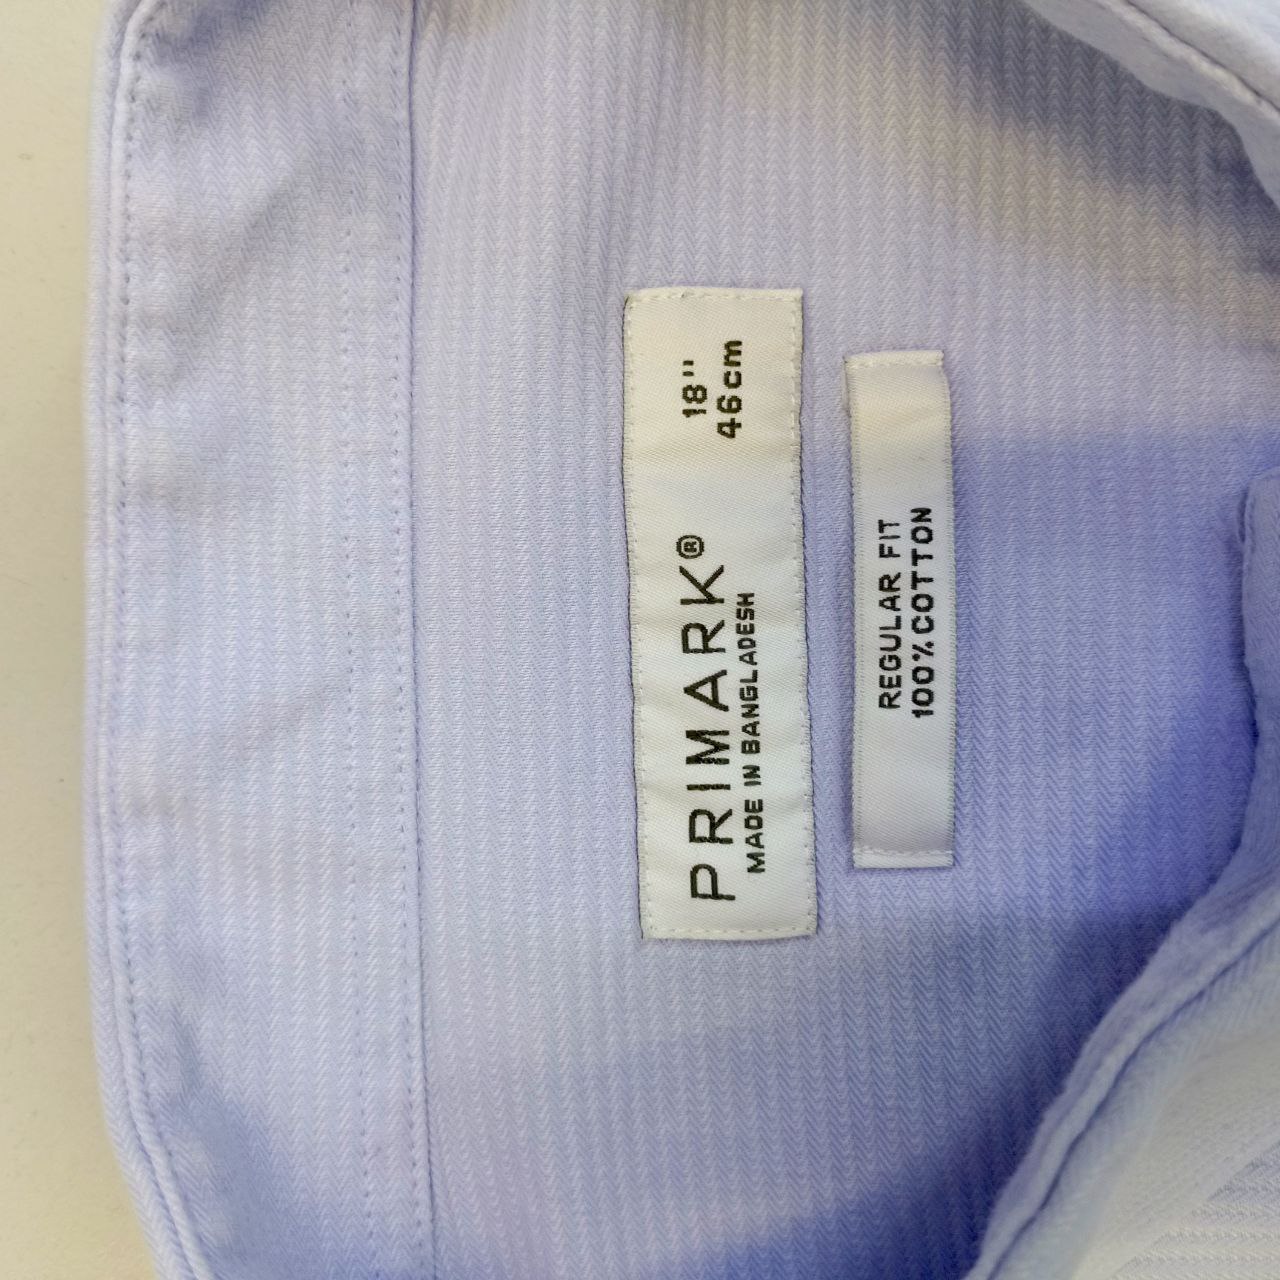 PRIMARK®
MADE IN BANGLADESH
18"
46cm
REGULAR FIT
100% COTTON